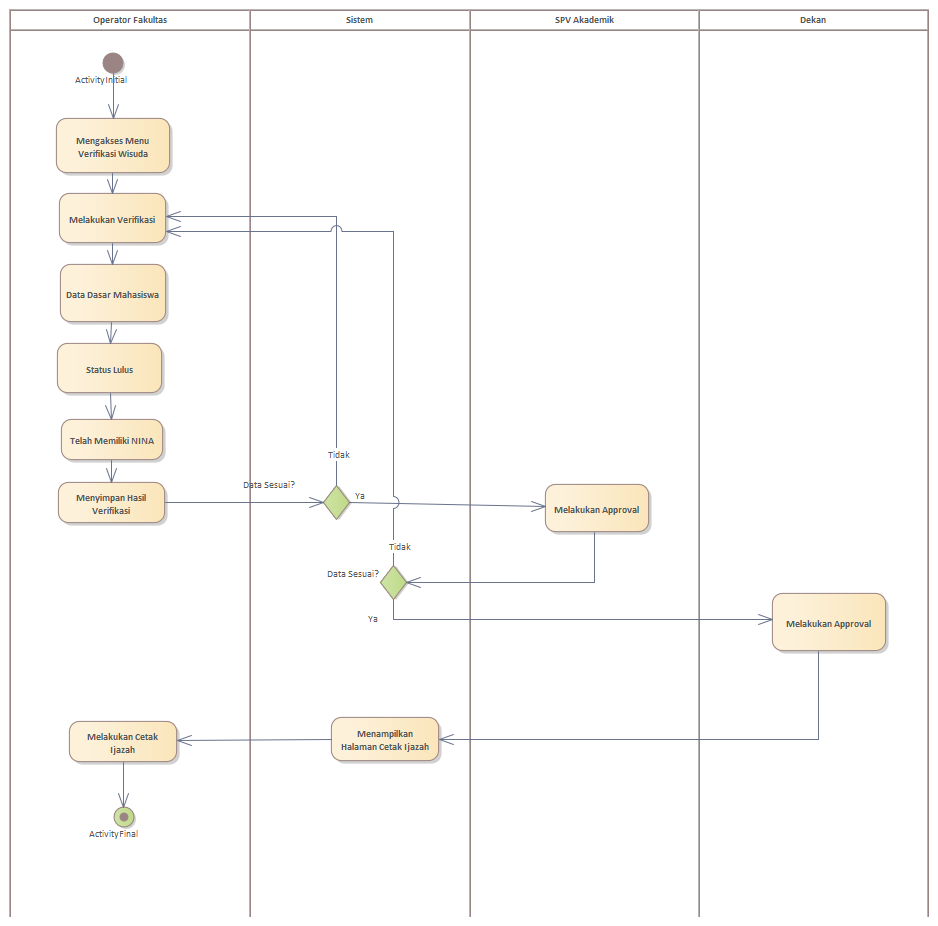 Operator Fakultas
Sistem
SPV Akademik
Dekan
ActivityInitial
Mengakses Menu
Verifikasi Wisuda
Melakukan Verifikasi
Data Dasar Mahasiswa
Status Lulus
Telah Memiliki NINA
Menyimpan Hasil
Verifikasi
Data Sesuai?
Tidak
Ya
Melakukan Approval
Tidak
Data Sesuai?
Ya
Melakukan Approval
Menampilkan
Halaman Cetak Ijazah
Melakukan Cetak
Ijazah
ActivityFinal